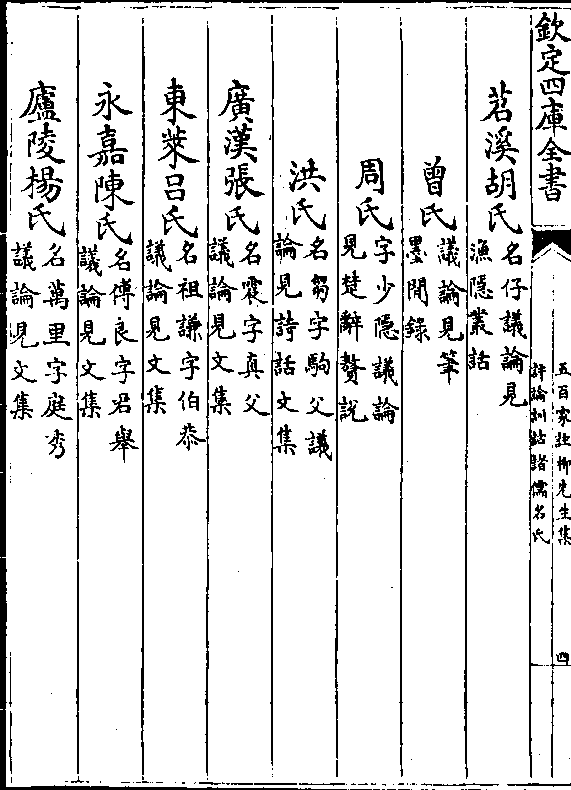 欽定四庫全書
五百家註柳先生集
評論訓詁諸儒名氏
四
苕溪胡氏
名仔議論見
漁隱叢話
曾氏
議論見筆
墨間錄
周氏
字少隱議論
見楚辭贅說
洪氏
名芻字駒父議
論見詩話文集
廣漢張氏
名震字真父
議論見文集
東萊呂氏
名祖謙字伯恭
議論見文集
永嘉陳氏
名傅良字君舉
議論見文集
廬陵楊氏
名萬里字庭秀
議論見文集